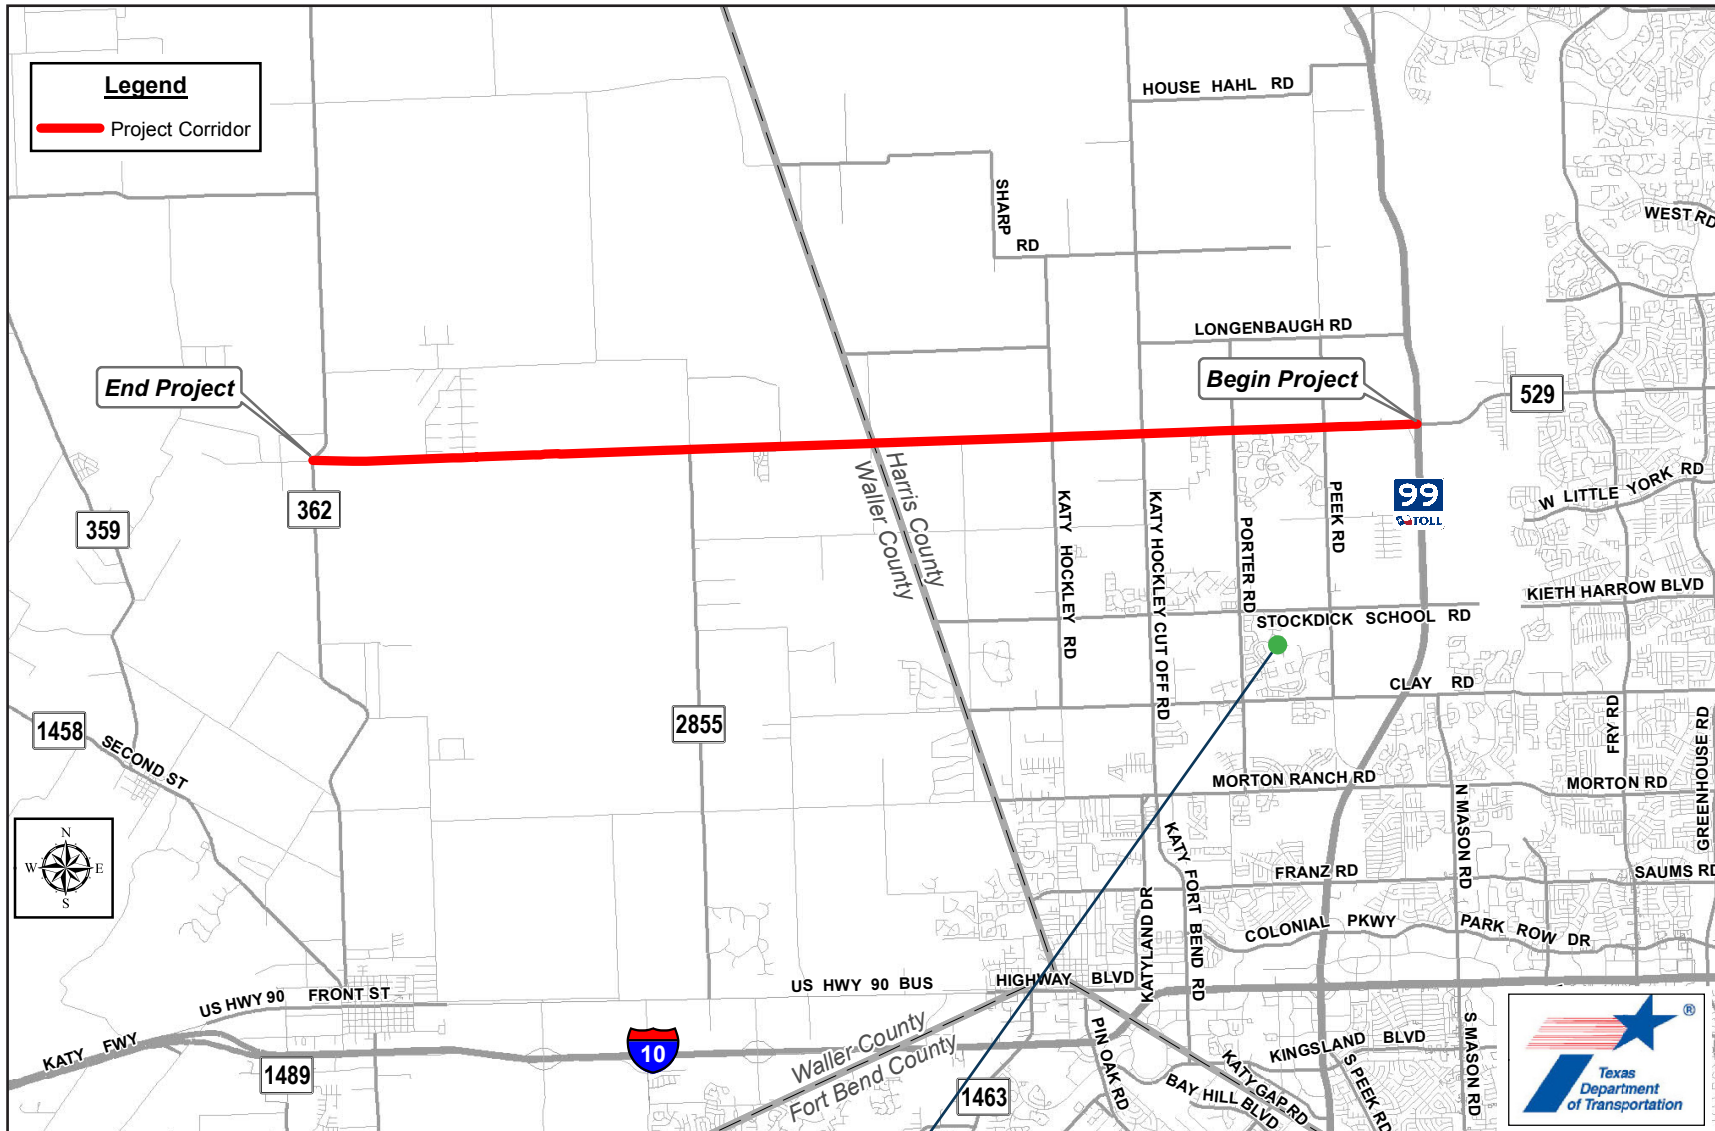 Legend
Project Corridor
HOUSE HAHL RD
SHARP RD
WEST RD
LONGENBAUGH RD
End Project
Begin Project
529
362
359
99
TOLL
Harris County
Waller County
KATY HOCKLEY RD
KATY HOCKLEY CUT OFF RD
PORTER RD
PEEK RD
W LITTLE YORK RD
KIETH HARROW BLVD
STOCKDICK SCHOOL RD
CLAY RD
1458
SECOND ST
2855
FRY RD
GREENHOUSE RD
MORTON RANCH RD
MORTON RD
N MASON RD
N
W E
S
KATY FORT BEND RD
KATYLAND DR
FRANZ RD
SAUMS RD
COLONIAL PKWY
PARK ROW DR
US HWY 90 BUS
HIGHWAY BLVD
US HWY 90
FRONT ST
KATY FWY
10
1489
Waller County
Fort Bend County
1463
PIN OAK RD
BAY HILL BLVD
KATY GAP RD
KINGSLAND BLVD
S PEEK RD
S MASON RD
®
Texas
Department
of Transportation